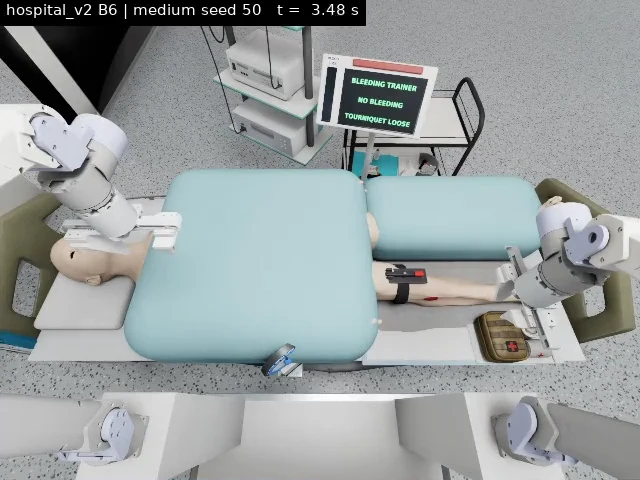 hospital_v2 B6 | medium seed 50 t = 3.48 s
BLEEDING TRAINER
NO BLEEDING
TOURNIQUET LOOSE